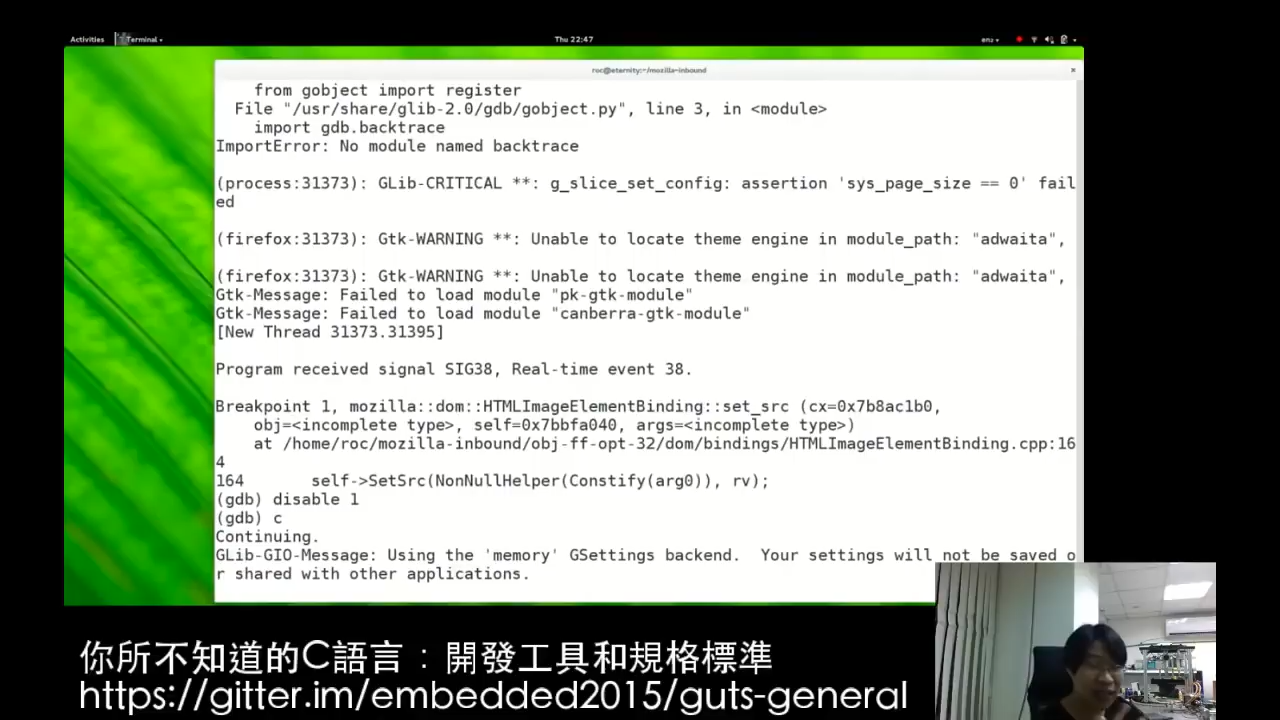 Activities Terminal Thu 22:47
roc@eternity:~/mozilla-inbound
from gobject import register
File "/usr/share/glib-2.0/gdb/gobject.py", line 3, in <module>
import gdb.backtrace
ImportError: No module named backtrace
(process:31373): GLib-CRITICAL **: g_slice_set_config: assertion 'sys_page_size == 0' fail
ed
(firefox:31373): Gtk-WARNING **: Unable to locate theme engine in module_path: "adwaita",
(firefox:31373): Gtk-WARNING **: Unable to locate theme engine in module_path: "adwaita",
Gtk-Message: Failed to load module "pk-gtk-module"
Gtk-Message: Failed to load module "canberra-gtk-module"
[New Thread 31373.31395]
Program received signal SIG38, Real-time event 38.
Breakpoint 1, mozilla::dom::HTMLImageElementBinding::set_src (cx=0x7b8ac1b0,
obj=<incomplete type>, self=0x7bbfa040, args=<incomplete type>)
at /home/roc/mozilla-inbound/obj-ff-opt-32/dom/bindings/HTMLImageElementBinding.cpp:16
4
164 self->SetSrc(NonNullHelper(Constify(arg0)), rv);
(gdb) disable 1
(gdb) c
Continuing.
GLib-GIO-Message: Using the 'memory' GSettings backend. Your settings will not be saved o
r shared with other applications.
你所不知道的C語言：開發工具和規格標準
https://gitter.im/embedded2015/guts-general